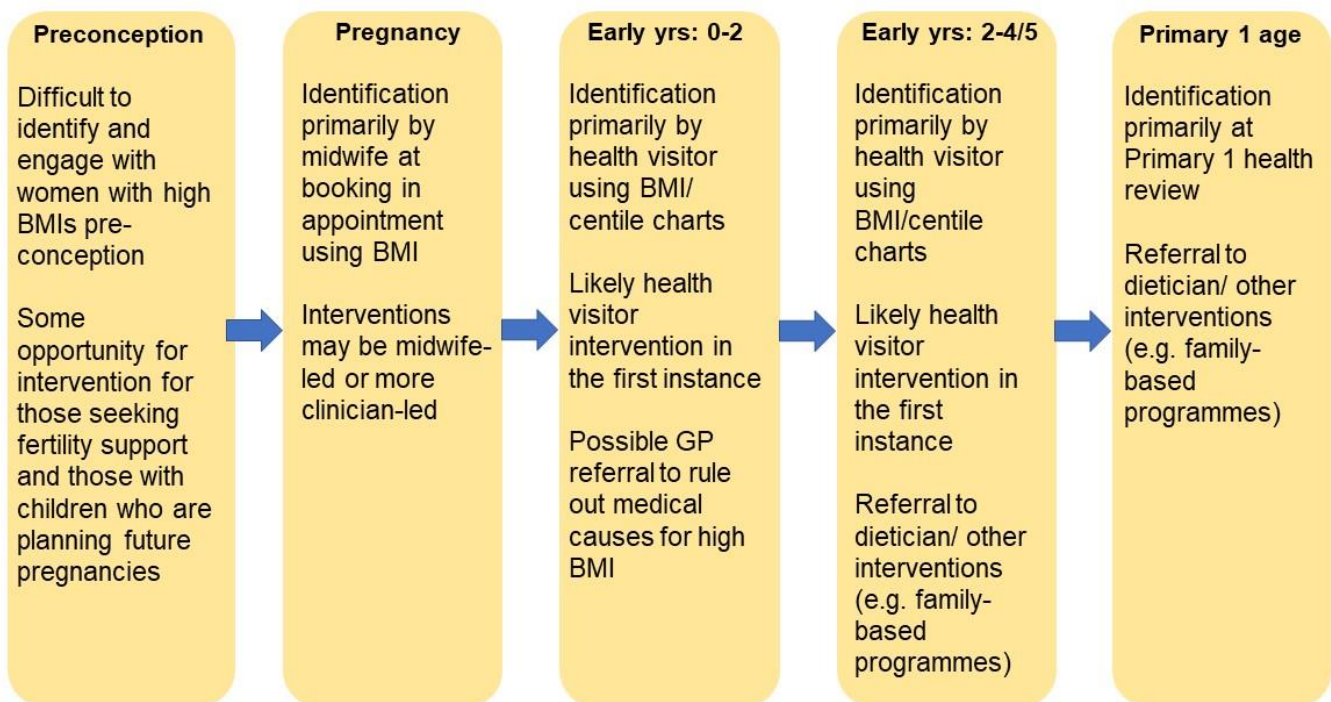 Preconception
Difficult to
identify and
engage with
women with high
BMIs pre-
conception
Some
opportunity for
intervention for
those seeking
fertility support
and those with
children who are
planning future
pregnancies
Pregnancy
Identification
primarily by
midwife at
booking in
appointment
using BMI
Interventions
may be midwife-
led or more
clinician-led
Early yrs: 0-2
Identification
primarily by
health visitor
using BMI/
centile charts
Likely health
visitor
intervention in
the first instance
Possible GP
referral to rule
out medical
causes for high
BMI
Early yrs: 2-4/5
Identification
primarily by
health visitor
using
BMI/centile
charts
Likely health
visitor
intervention in
the first
instance
Referral to
dietician/ other
interventions
(e.g. family-
based
programmes)
Primary 1 age
Identification
primarily at
Primary 1 health
review
Referral to
dietician/ other
interventions
(e.g. family-
based
programmes)